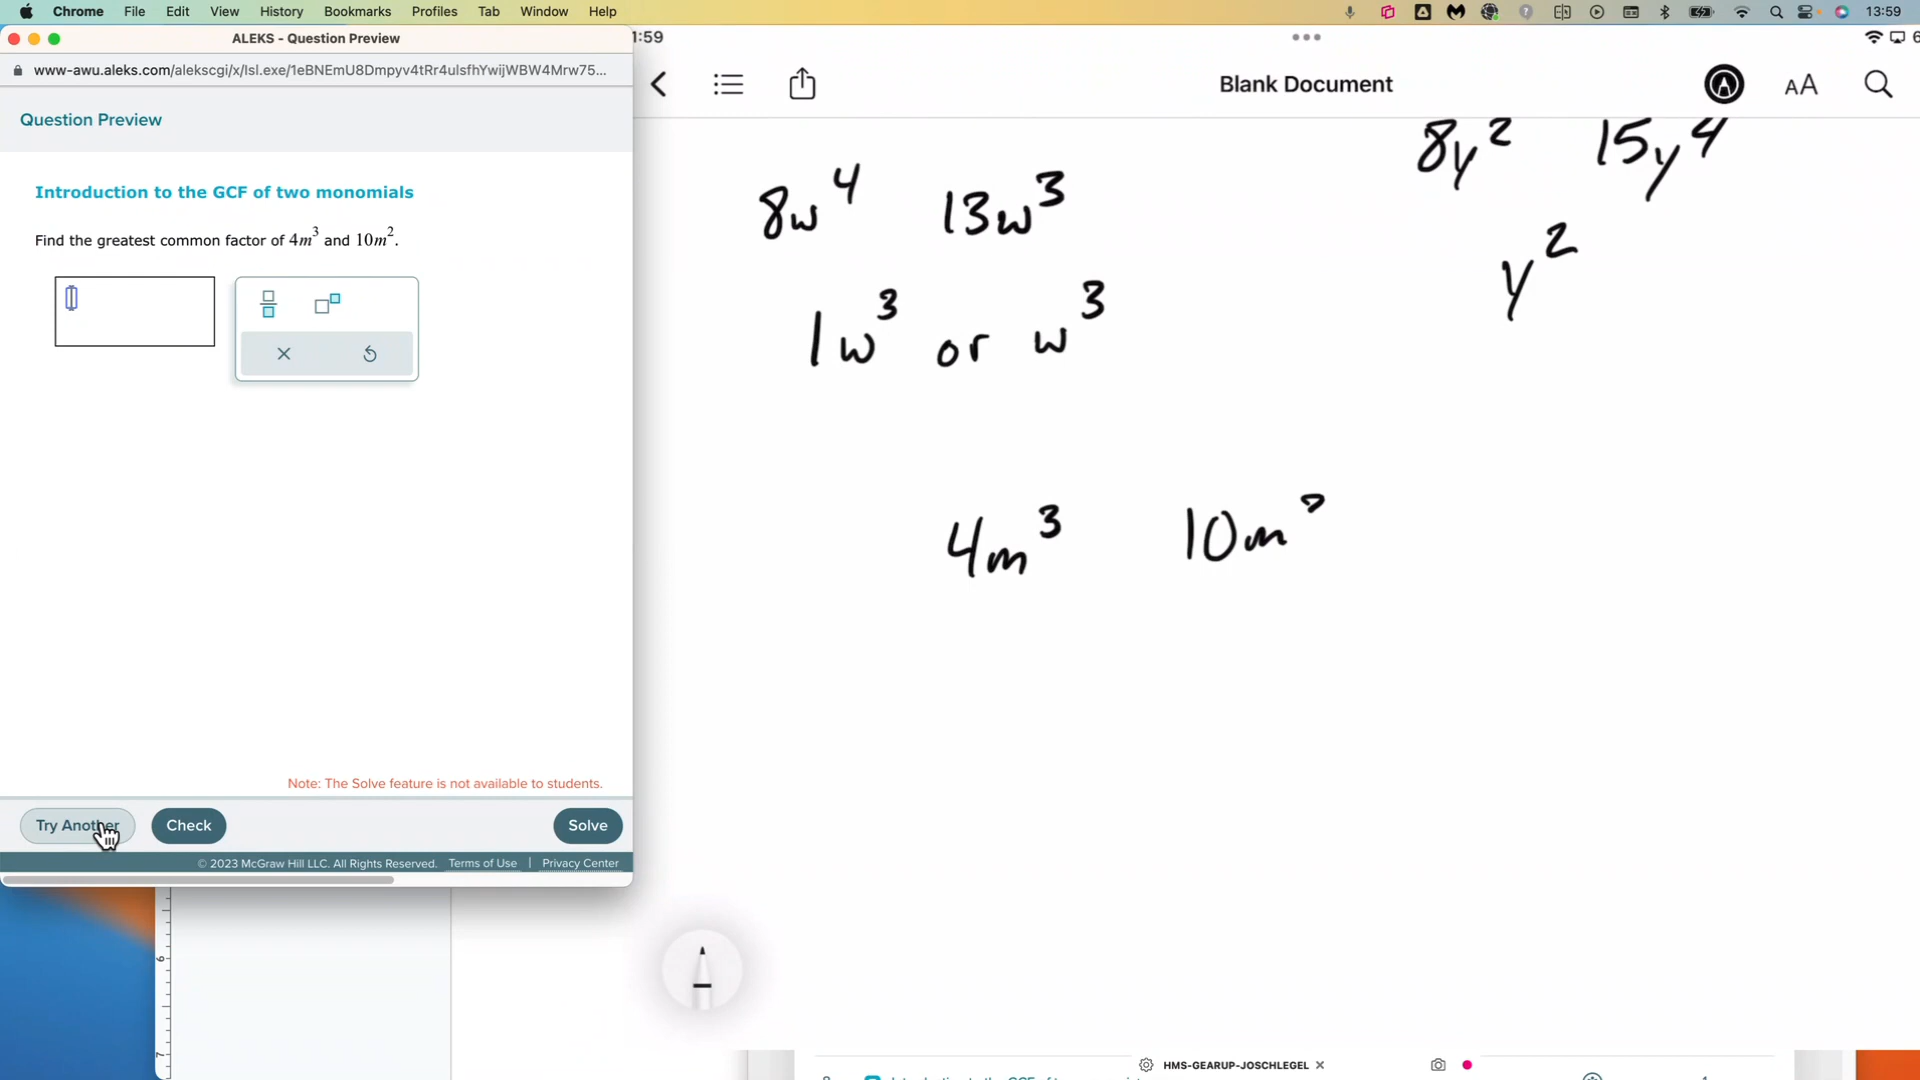 Chrome File Edit View History Bookmarks Profiles Tab Window Help 13:59
ALEKS - Question Preview
www-awu.aleks.com/alekscgi/x/Isl.exe/1eBNEmU8Dmpyv4tRr4ulsfhYwijWBW4Mrw75...
Question Preview
Introduction to the GCF of two monomials
Find the greatest common factor of 4m³ and 10m².
Note: The Solve feature is not available to students.
Try Another Check Solve
© 2023 McGraw Hill LLC. All Rights Reserved. Terms of Use | Privacy Center
:59
Blank Document
AA
8y² 15y⁴
8w⁴ 13w³
y²
1w³ or w³
4m³ 10m
6
7
HMS-GEARUP-JOSCHLEGEL